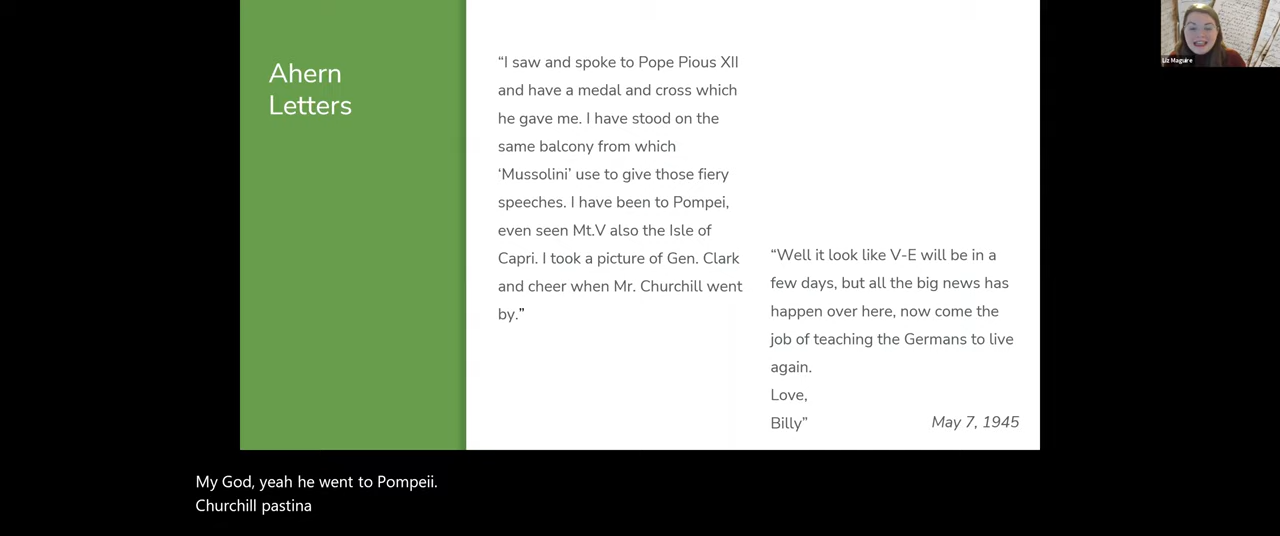 Ahern
Letters
“I saw and spoke to Pope Pious XII
and have a medal and cross which
he gave me. I have stood on the
same balcony from which
‘Mussolini’ use to give those fiery
speeches. I have been to Pompei,
even seen Mt.V also the Isle of
Capri. I took a picture of Gen. Clark
and cheer when Mr. Churchill went
by.”
“Well it look like V-E will be in a
few days, but all the big news has
happen over here, now come the
job of teaching the Germans to live
again.
Love,
Billy”
May 7, 1945
Liz Maguire
My God, yeah he went to Pompeii.
Churchill pastina